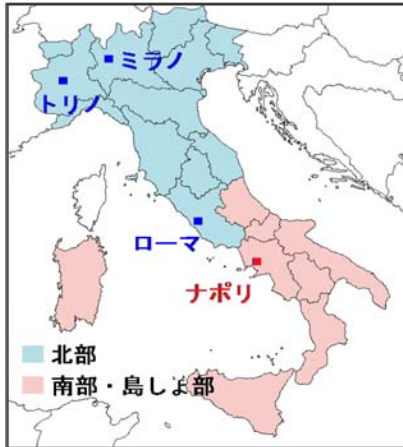 ミラノ
トリノ
ローマ
ナポリ
北部
南部・島しょ部